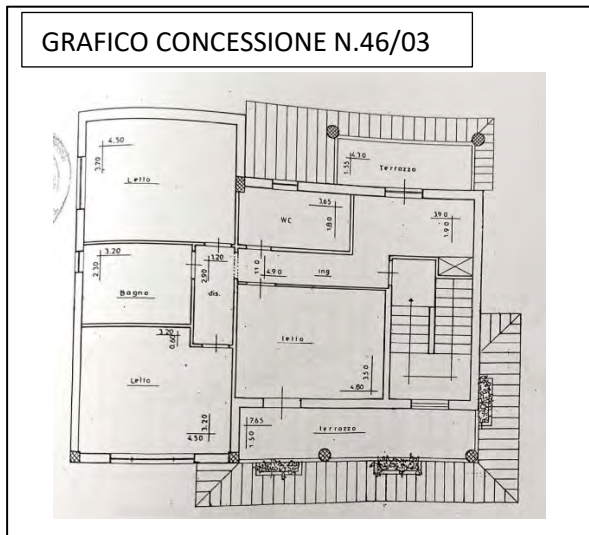 GRAFICO CONCESSIONE N.46/03
4.50
3.70
Letto
4.30
1.55
Terrazzo
3.65
1.80
WC
3.90
1.90
3.20
2.30
Bagno
1.20
2.90
dis.
1.10
4.90
ing
letto
3.50
4.80
3.20
0.60
Letto
3.20
4.50
7.65
1.50
terrazzo